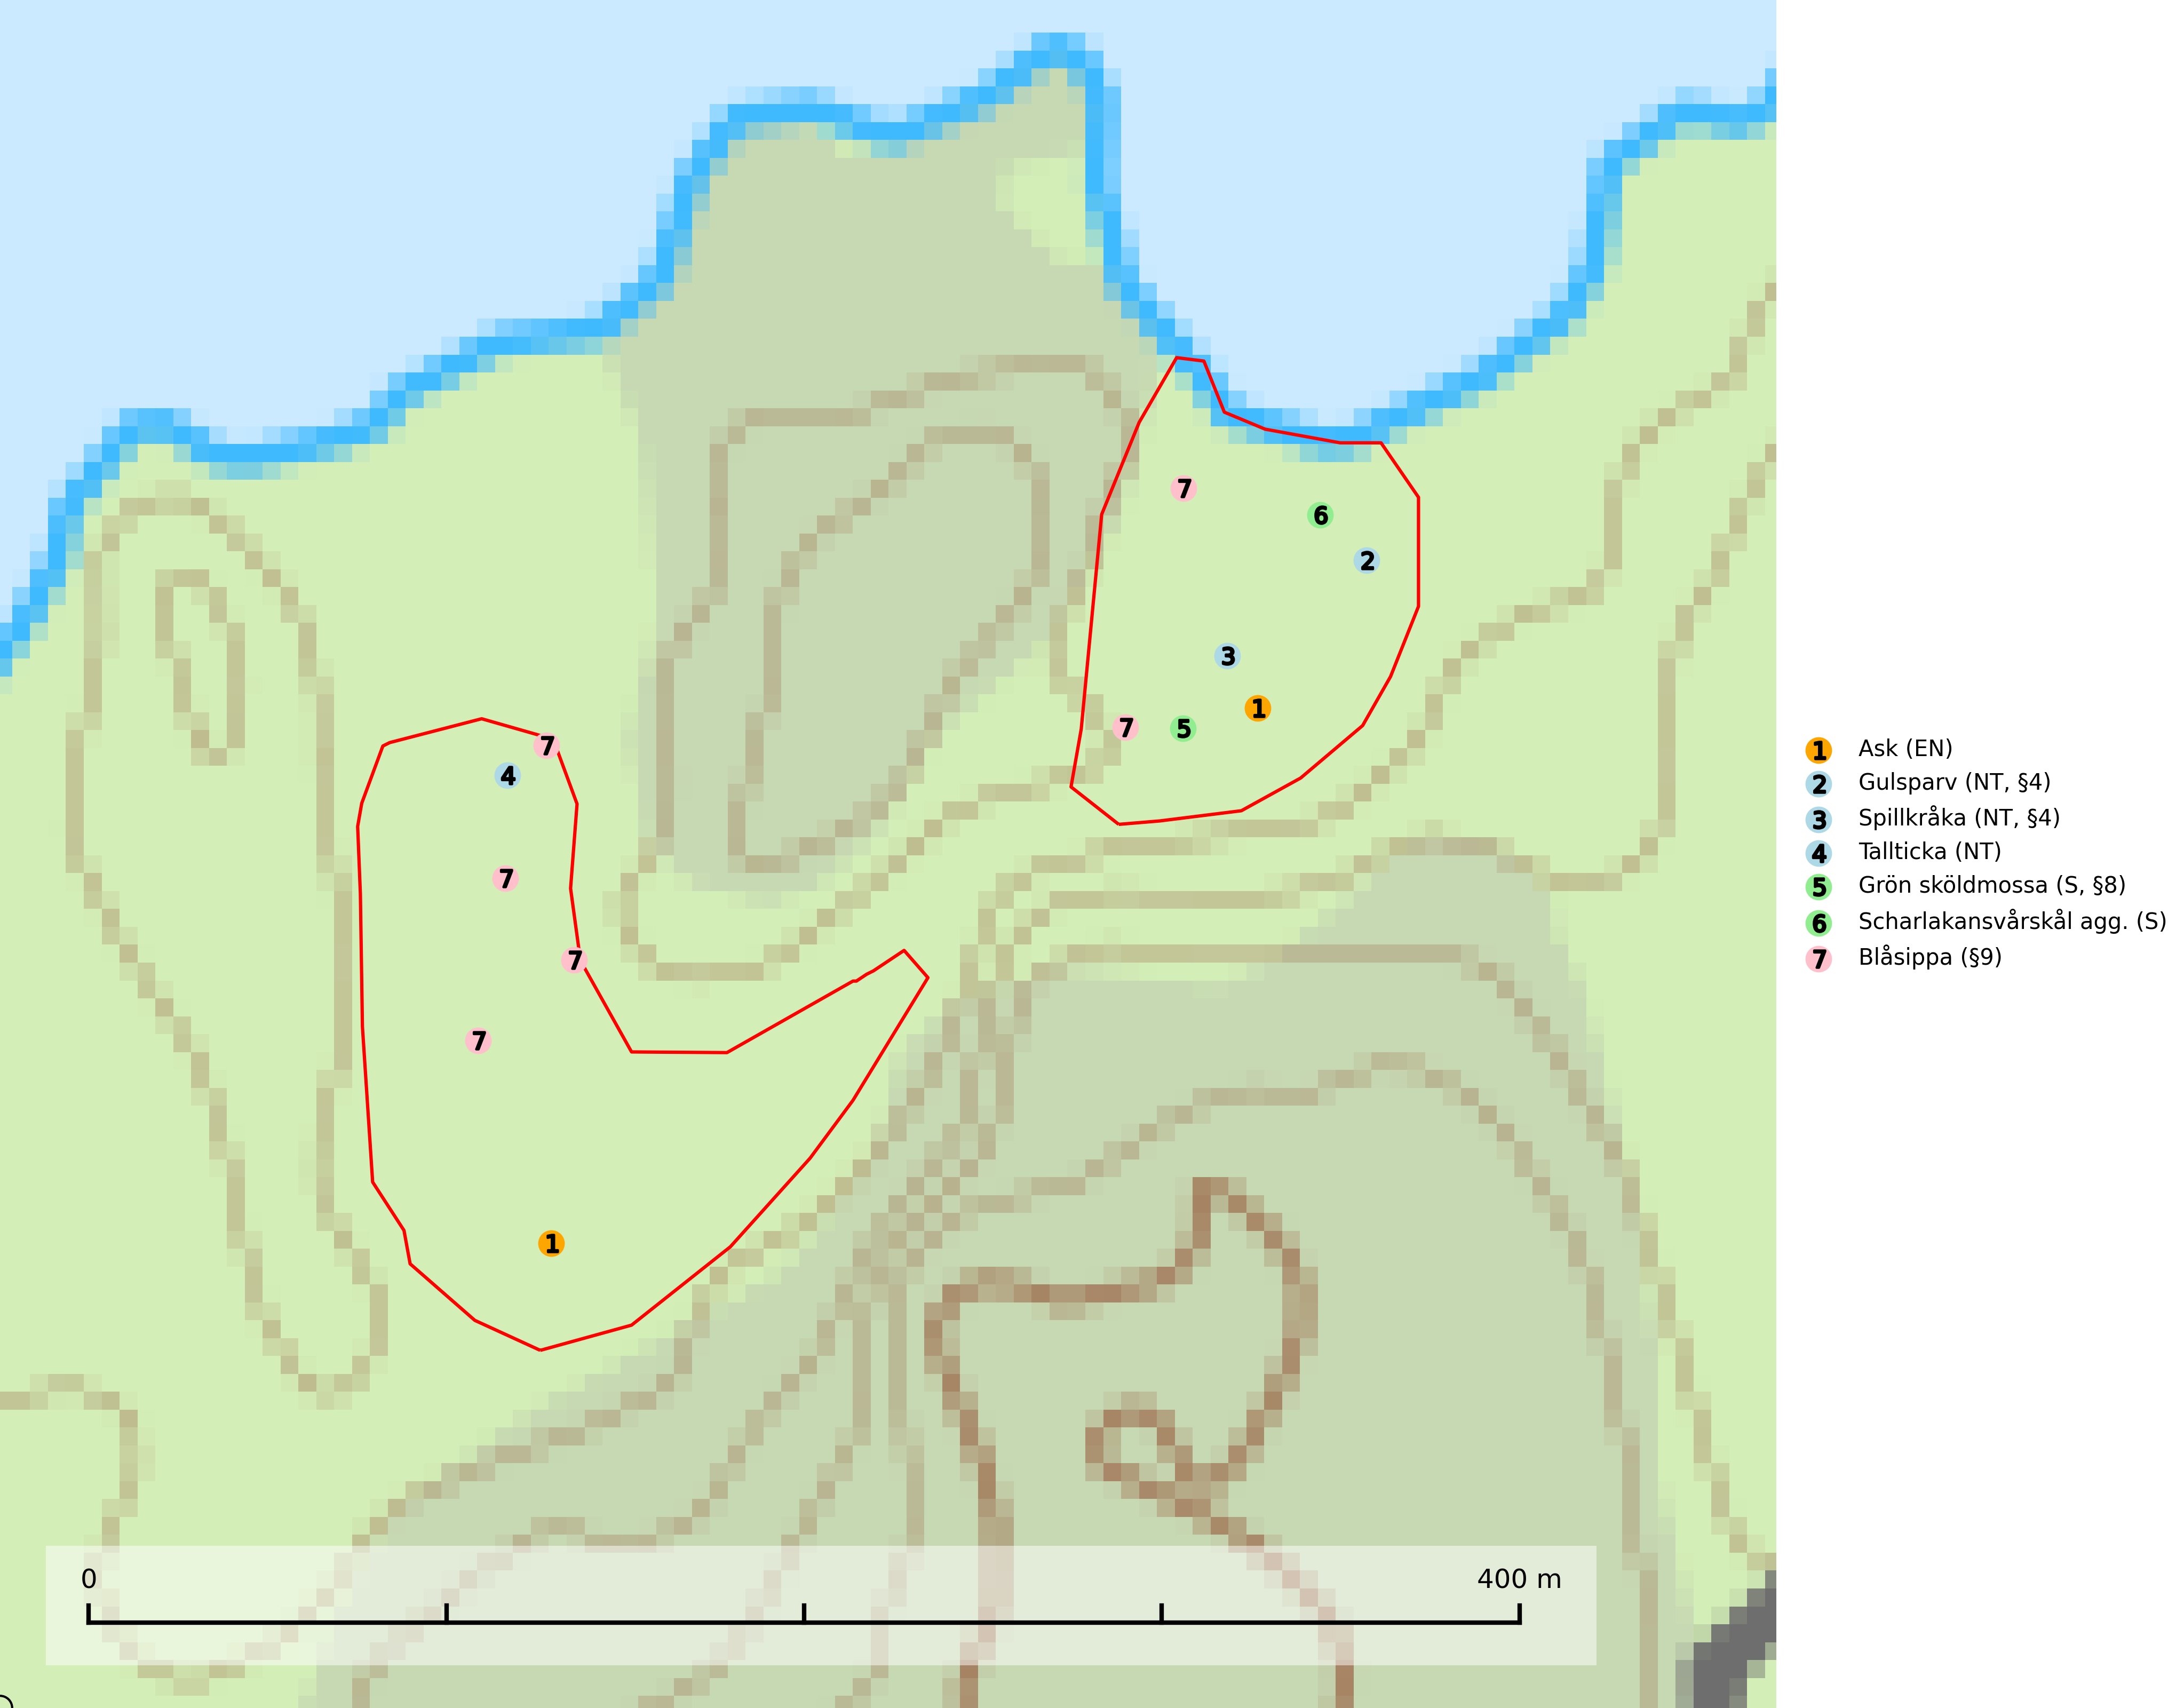 7
6
2
3
1
7
5
7
4
7
7
7
1
1 Ask (EN)
2 Gulsparv (NT, §4)
3 Spillkråka (NT, §4)
4 Tallticka (NT)
5 Grön sköldmossa (S, §8)
6 Scharlakansvårskål agg. (S)
7 Blåsippa (§9)
0 400 m